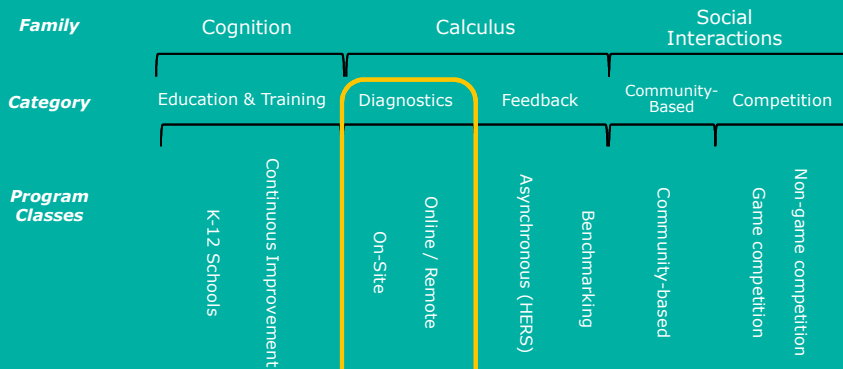 Family
Cognition
Calculus
Social
Interactions
Category
Education & Training
Diagnostics
Feedback
Community-
Based
Competition
Program
Classes
K-12 Schools
Continuous Improvement
On-Site
Online / Remote
Asynchronous (HERS)
Benchmarking
Community-based
Game competition
Non-game competition